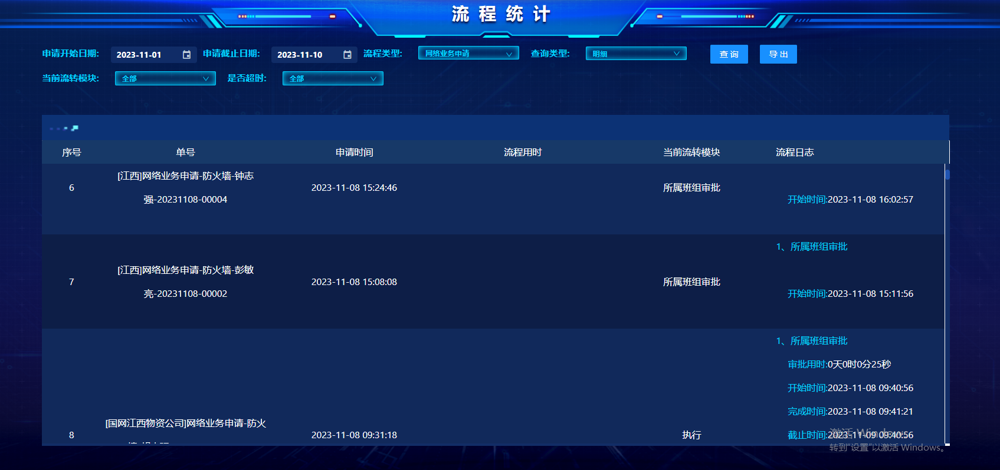 流程统计
申请开始日期: 2023-11-01 申请截止日期: 2023-11-10 流程类型: 网络业务申请 查询类型: 明细 查询 导出
当前流转模块: 全部 是否超时: 全部
序号 单号 申请时间 流程用时 当前流转模块 流程日志
[江西]网络业务申请-防火墙-钟志
6 2023-11-08 15:24:46 所属班组审批
强-20231108-00004 开始时间:2023-11-08 16:02:57
1、所属班组审批
[江西]网络业务申请-防火墙-彭敏
7 2023-11-08 15:08:08 所属班组审批
亮-20231108-00002 开始时间:2023-11-08 15:11:56
1、所属班组审批
审批用时:0天0时0分25秒
开始时间:2023-11-08 09:40:56
完成时间:2023-11-08 09:41:21
[国网江西物资公司]网络业务申请-防火
8 2023-11-08 09:31:18 执行 截止时间:2023-11-09 09:40:56
激活 Windows
转到"设置"以激活 Windows。